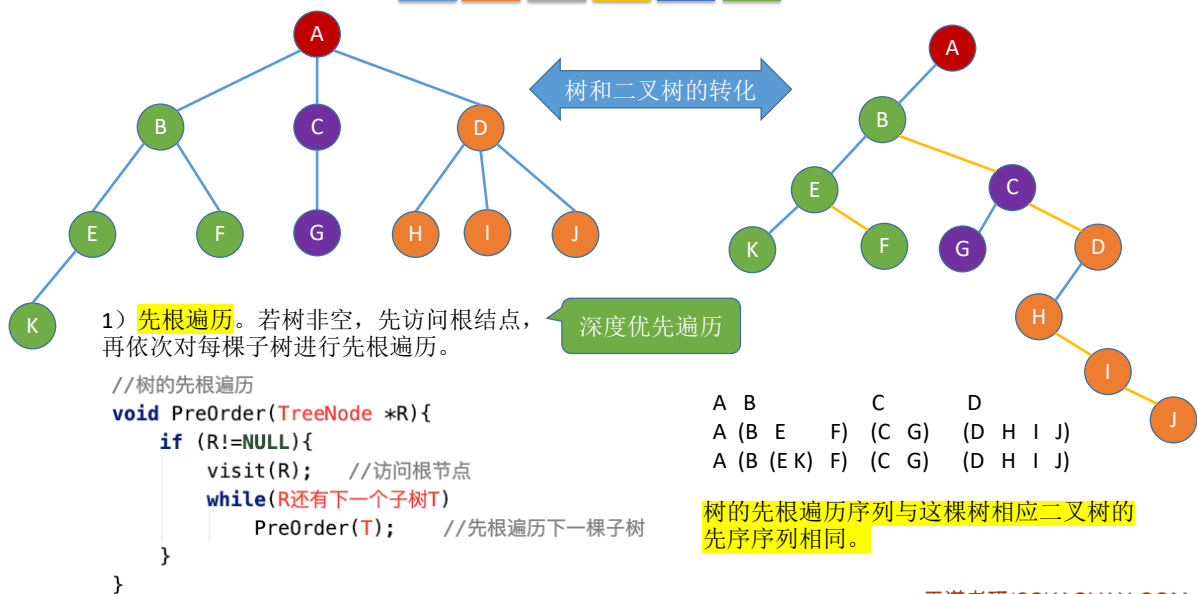 A
A
树和二叉树的转化
B
C
D
B
E
C
E
F
G
H
I
J
K
F
G
D
K
H
I
J
1）先根遍历。若树非空，先访问根结点，
再依次对每棵子树进行先根遍历。
深度优先遍历
//树的先根遍历
void PreOrder(TreeNode *R){
if (R!=NULL){
visit(R); //访问根节点
while(R还有下一个子树T)
PreOrder(T); //先根遍历下一棵子树
}
}
A B C D
A (B E F) (C G) (D H I J)
A (B (E K) F) (C G) (D H I J)
树的先根遍历序列与这棵树相应二叉树的
先序序列相同。